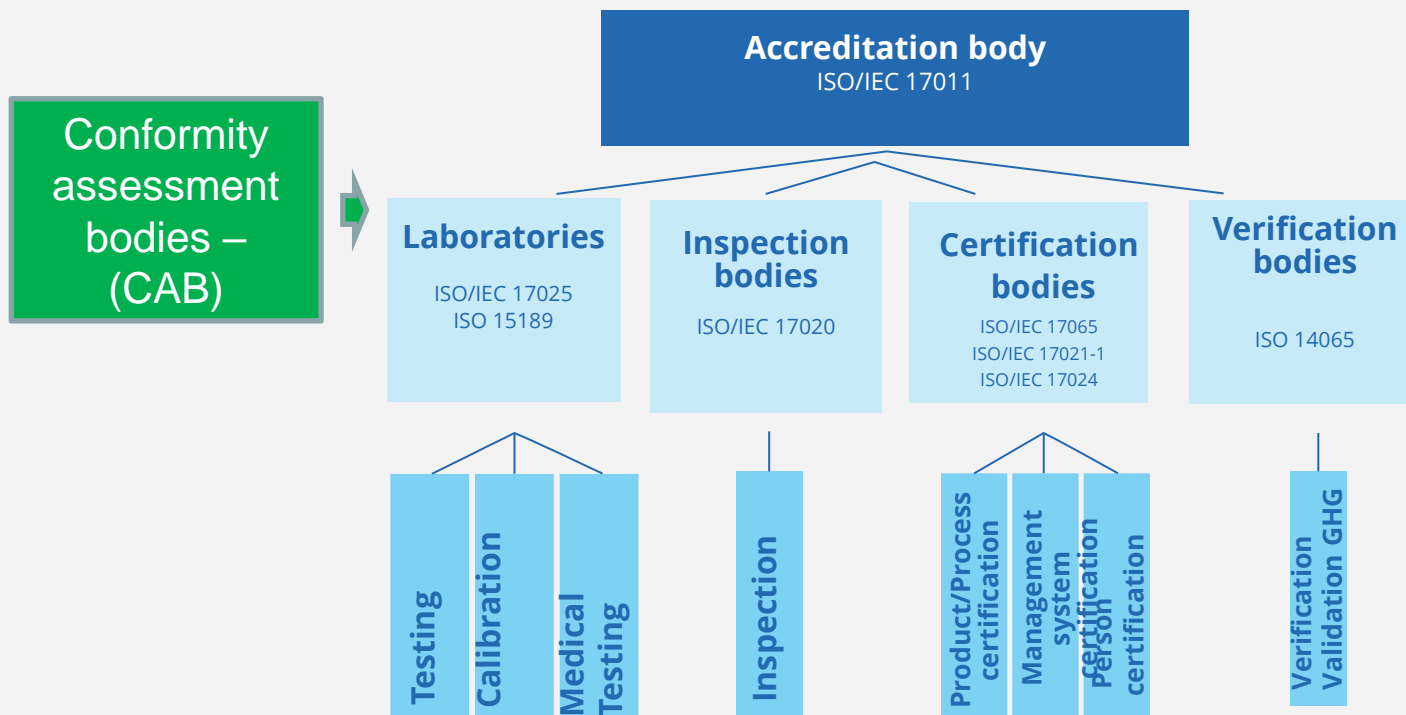 Accreditation body
ISO/IEC 17011
Conformity
assessment
bodies –
(CAB)
Laboratories
ISO/IEC 17025
ISO 15189
Inspection
bodies
ISO/IEC 17020
Certification
bodies
ISO/IEC 17065
ISO/IEC 17021-1
ISO/IEC 17024
Verification
bodies
ISO 14065
Testing
Calibration
Medical
Testing
Inspection
Product/Process
certification
Management
system
certification
Person
certification
Verification
Validation GHG